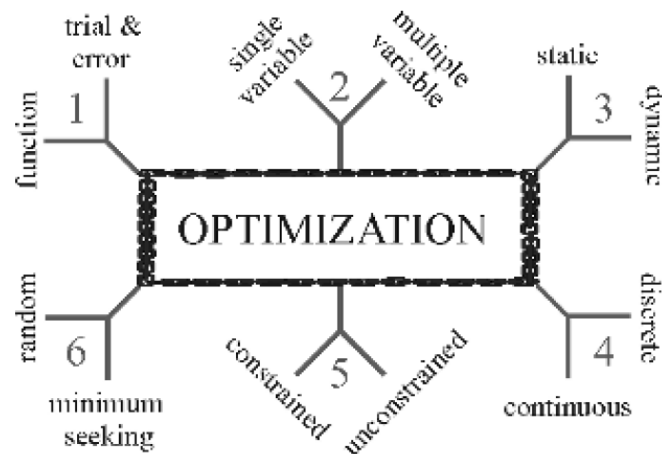 trial &
error
function
1
single
variable
2
multiple
variable
static
3
dynamic
OPTIMIZATION
random
6
minimum
seeking
constrained
5
unconstrained
discrete
4
continuous